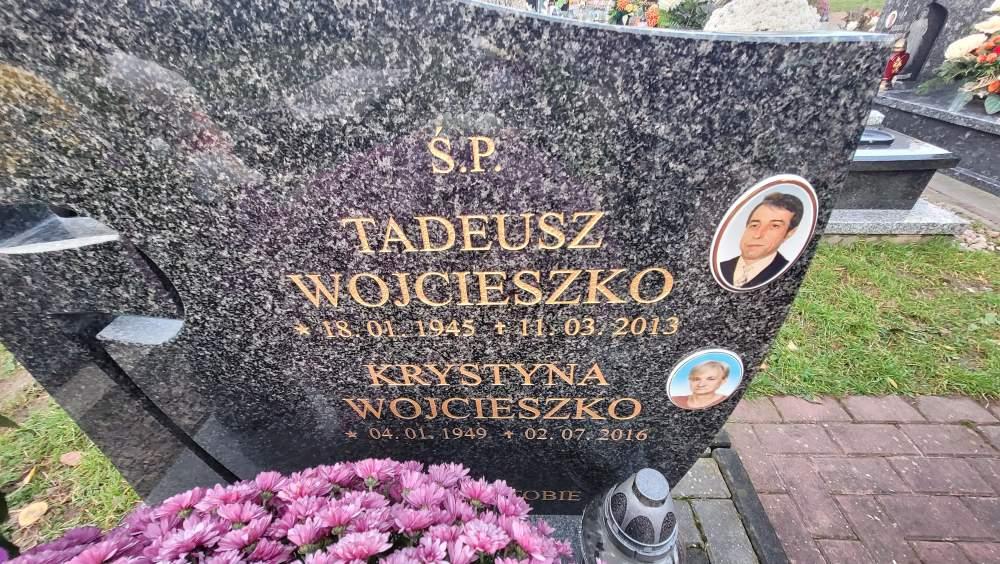 Ś.P.
TADEUSZ
WOJCIESZKO
* 18. 01. 1945 + 11. 03. 2013
KRYSTYNA
WOJCIESZKO
* 04. 01. 1949 + 02. 07. 2016